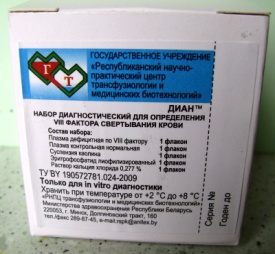 ГТ
ГОСУДАРСТВЕННОЕ УЧРЕЖДЕНИЕ
«Республиканский научно-
практический центр
трансфузиологии и
медицинских биотехнологий»
ДИАН™
НАБОР ДИАГНОСТИЧЕСКИЙ ДЛЯ ОПРЕДЕЛЕНИЯ
VIII ФАКТОРА СВЕРТЫВАНИЯ КРОВИ
Состав набора:
Плазма дефицитная по VIII фактору 1 флакон
Плазма контрольная нормальная 1 флакон
Суспензия каолина 1 флакон
Эритрофосфатид лиофилизированный 1 флакон
Раствор кальция хлорида 0,277 % 1 флакон
ТУ BY 190572781.024-2009
Только для in vitro диагностики
Хранить при температуре от +2 °C до +8 °C
«РНПЦ трансфузиологии и медицинских биотехнологий»
Министерства здравоохранения Республики Беларусь
220053, г. Минск, Долгиновский тракт, 160
тел./факс 289-87-45, e-mail.rspk@andex.by
Серия №
Годен до